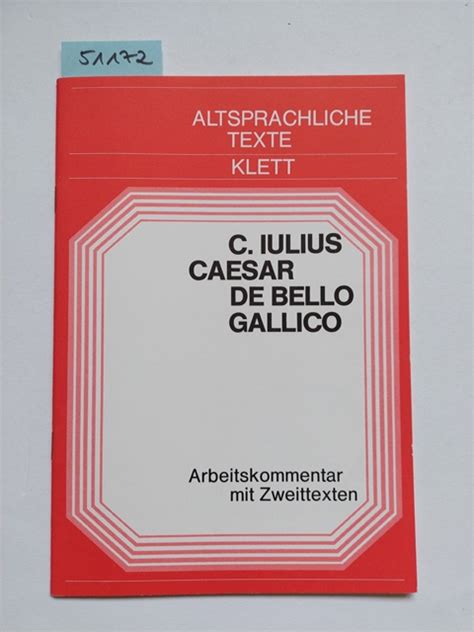 51172
ALTSPRACHLICHE
TEXTE
KLETT
C. IULIUS
CAESAR
DE BELLO
GALLICO
Arbeitskommentar
mit Zweittexten